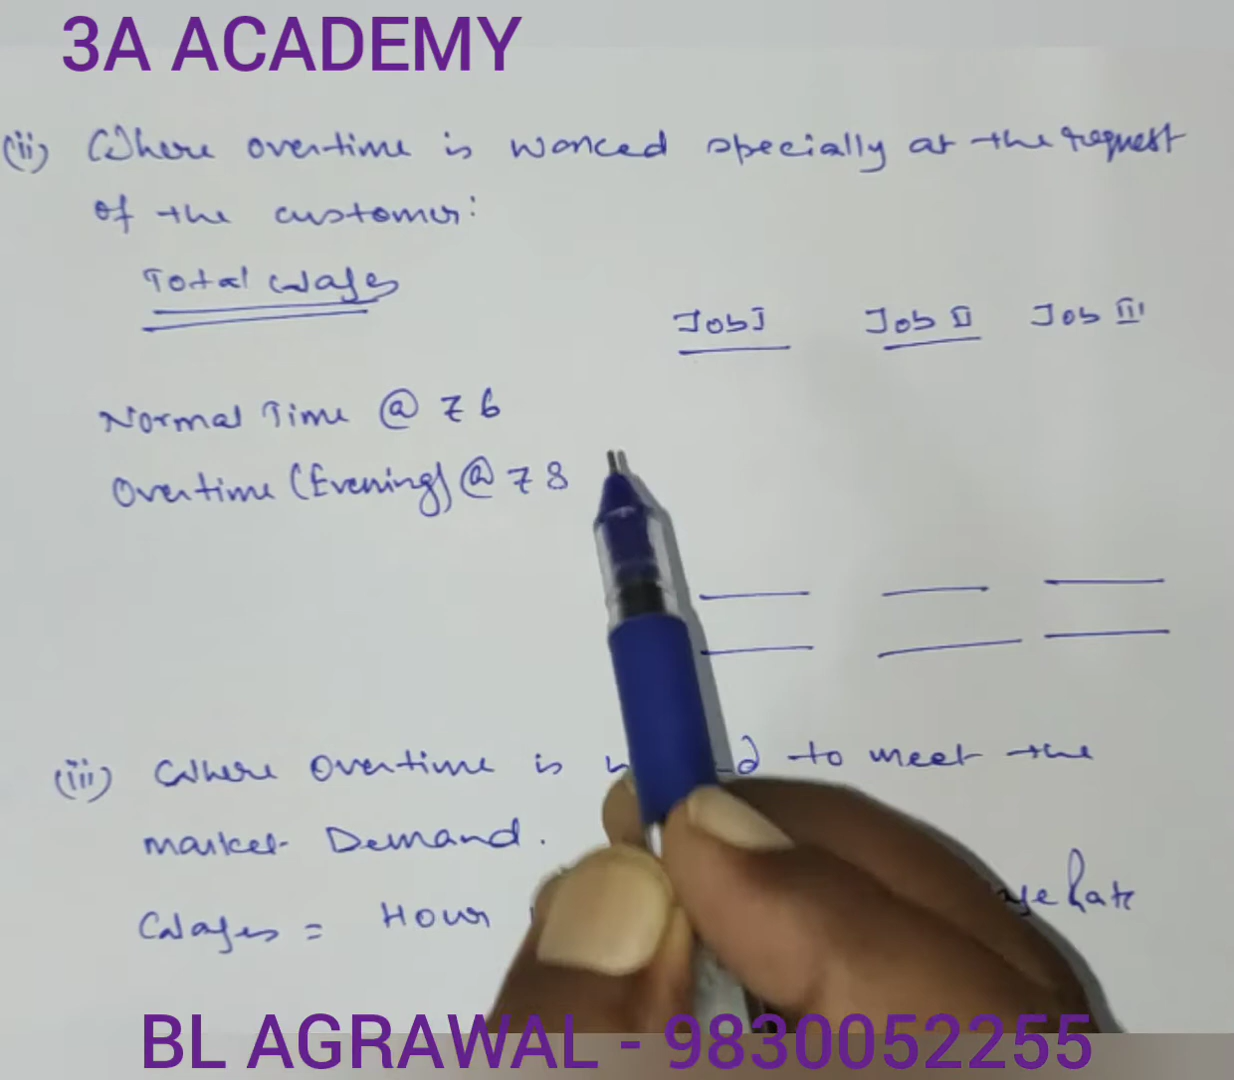 3A ACADEMY
(ii) Where overtime is worked specially at the request
of the customer:
Total Wages
Job I Job II Job III
Normal Time @ ₹ 6
Overtime (Evening) @ ₹ 8
(iii) Where overtime is to meet the
market Demand.
Wages = Hour Rate
BL AGRAWAL - 9830052255